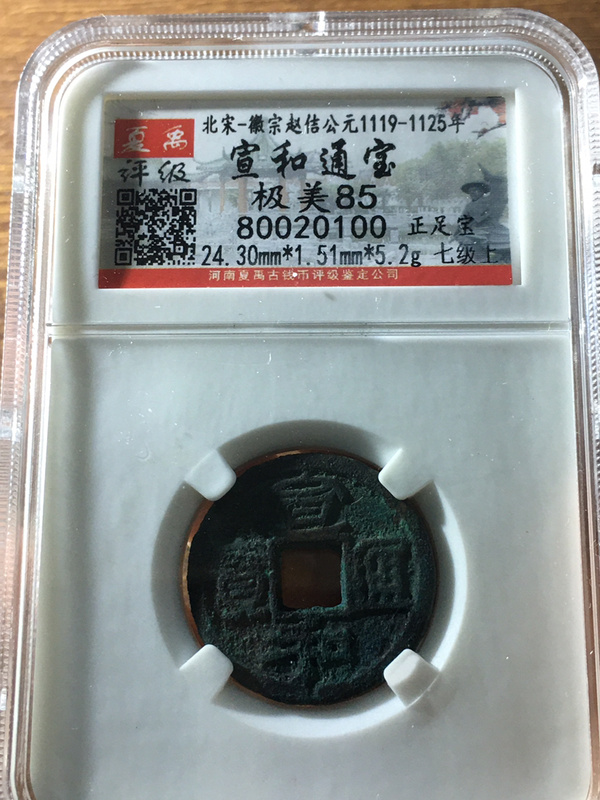 夏禹
评级
北宋-徽宗赵佶公元1119-1125年
宣和通宝
极美85
80020100 正足宝
24.30mm*1.51mm*5.2g 七级上
河南夏禹古钱币评级鉴定公司
宣和通寳